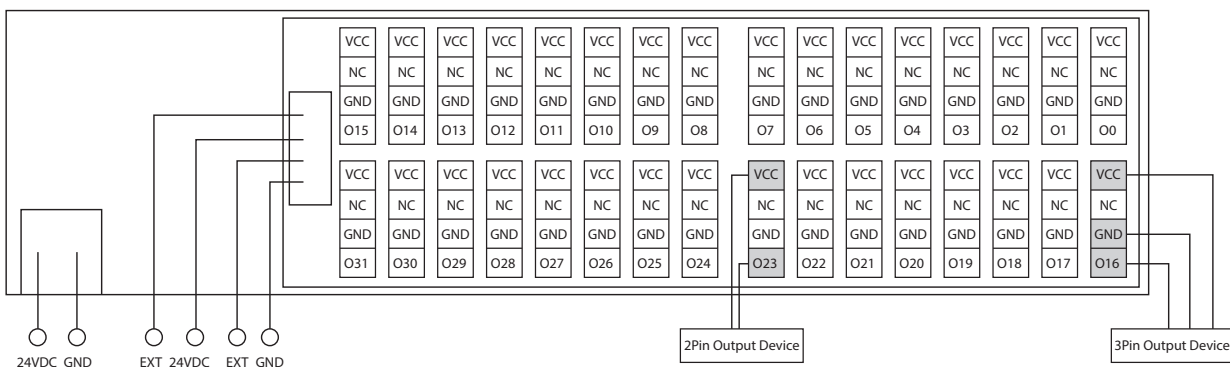 VCC VCC VCC VCC VCC VCC VCC VCC VCC VCC VCC VCC VCC VCC VCC VCC
NC NC NC NC NC NC NC NC NC NC NC NC NC NC NC NC
GND GND GND GND GND GND GND GND GND GND GND GND GND GND GND GND
O15 O14 O13 O12 O11 O10 O9 O8 O7 O6 O5 O4 O3 O2 O1 O0
VCC VCC VCC VCC VCC VCC VCC VCC VCC VCC VCC VCC VCC VCC VCC VCC
NC NC NC NC NC NC NC NC NC NC NC NC NC NC NC NC
GND GND GND GND GND GND GND GND GND GND GND GND GND GND GND GND
O31 O30 O29 O28 O27 O26 O25 O24 O23 O22 O21 O20 O19 O18 O17 O16
2Pin Output Device 3Pin Output Device
24VDC GND EXT 24VDC EXT GND